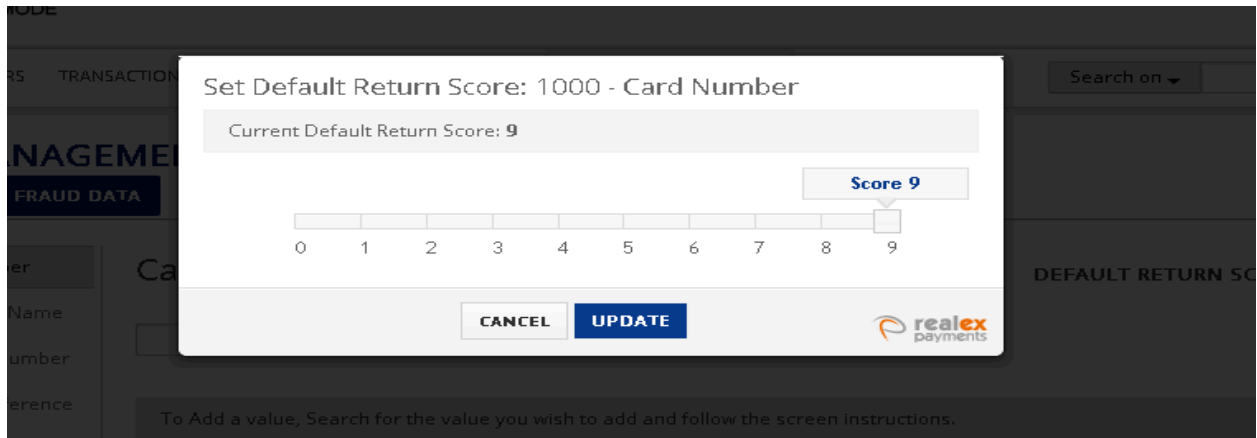 MODE
RS TRANSACTION
Search on
Set Default Return Score: 1000 - Card Number
Current Default Return Score: 9
ANAGEME
FRAUD DATA
Score 9
0 1 2 3 4 5 6 7 8 9
er
Ca
DEFAULT RETURN SC
Name
CANCEL UPDATE
realex
payments
umber
erence
To Add a value, Search for the value you wish to add and follow the screen instructions.